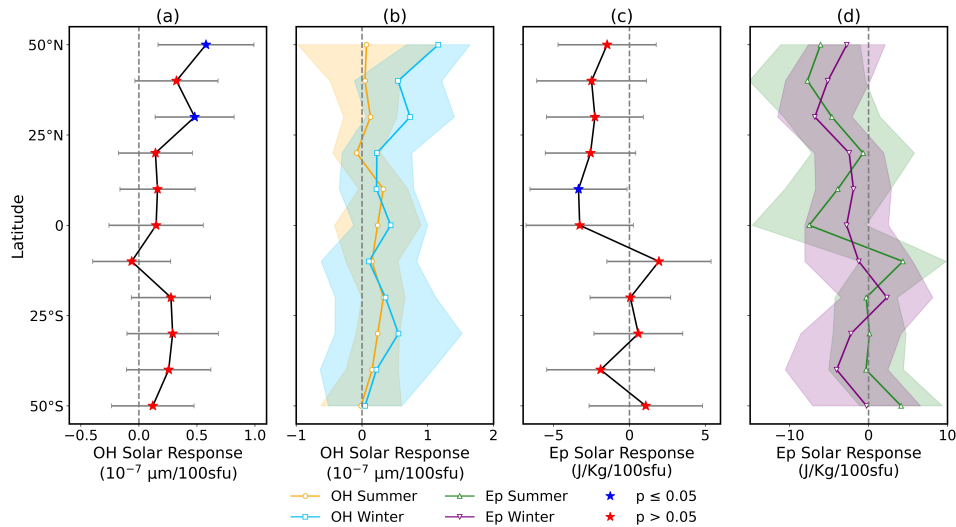 (a) (b) (c) (d)
50°N
25°N
0
25°S
50°S
Latitude
−0.5 0.0 0.5 1.0
−1 0 1 2
−5 0 5
−10 0 10
OH Solar Response
(10⁻⁷ μm/100sfu)
OH Solar Response
(10⁻⁷ μm/100sfu)
Ep Solar Response
(J/Kg/100sfu)
Ep Solar Response
(J/Kg/100sfu)
OH Summer Ep Summer p ≤ 0.05
OH Winter Ep Winter p > 0.05